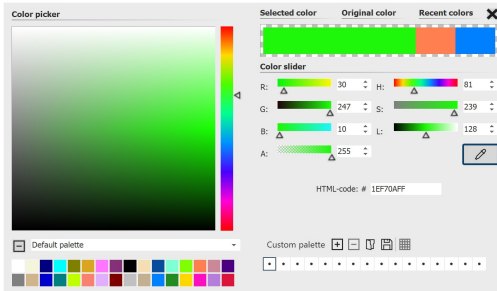 Color picker
Selected color Original color Recent colors
Color slider
R: 30 H: 81
G: 247 S: 239
B: 10 L: 128
A: 255
HTML-code: # 1EF70AFF
Default palette
Custom palette